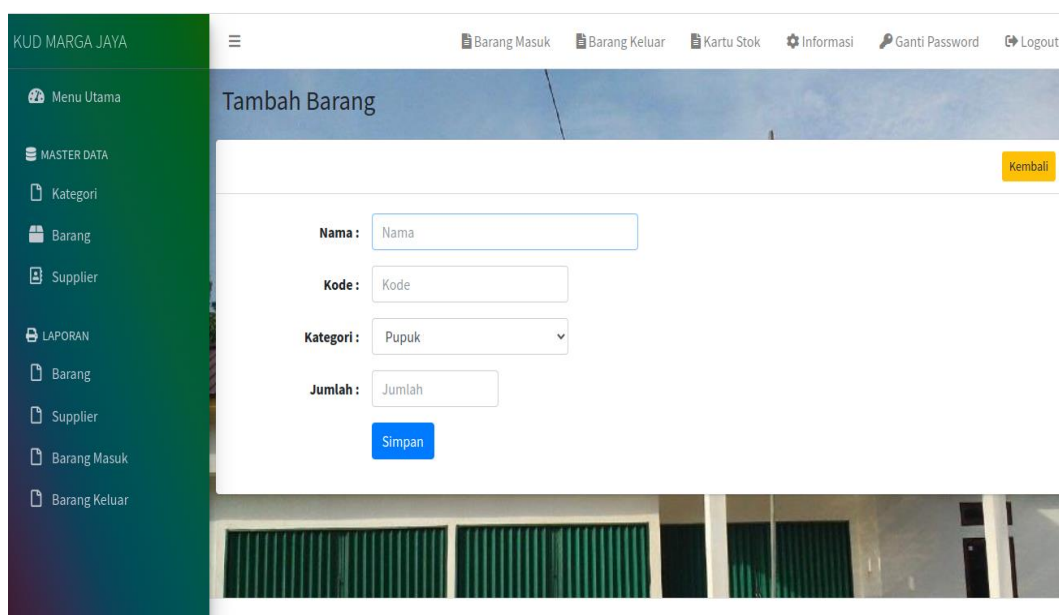 KUD MARGA JAYA
Barang Masuk Barang Keluar Kartu Stok Informasi Ganti Password Logout
Menu Utama
MASTER DATA
Kategori
Barang
Supplier
LAPORAN
Barang
Supplier
Barang Masuk
Barang Keluar
Tambah Barang
Kembali
Nama : Nama
Kode : Kode
Kategori : Pupuk
Jumlah : Jumlah
Simpan